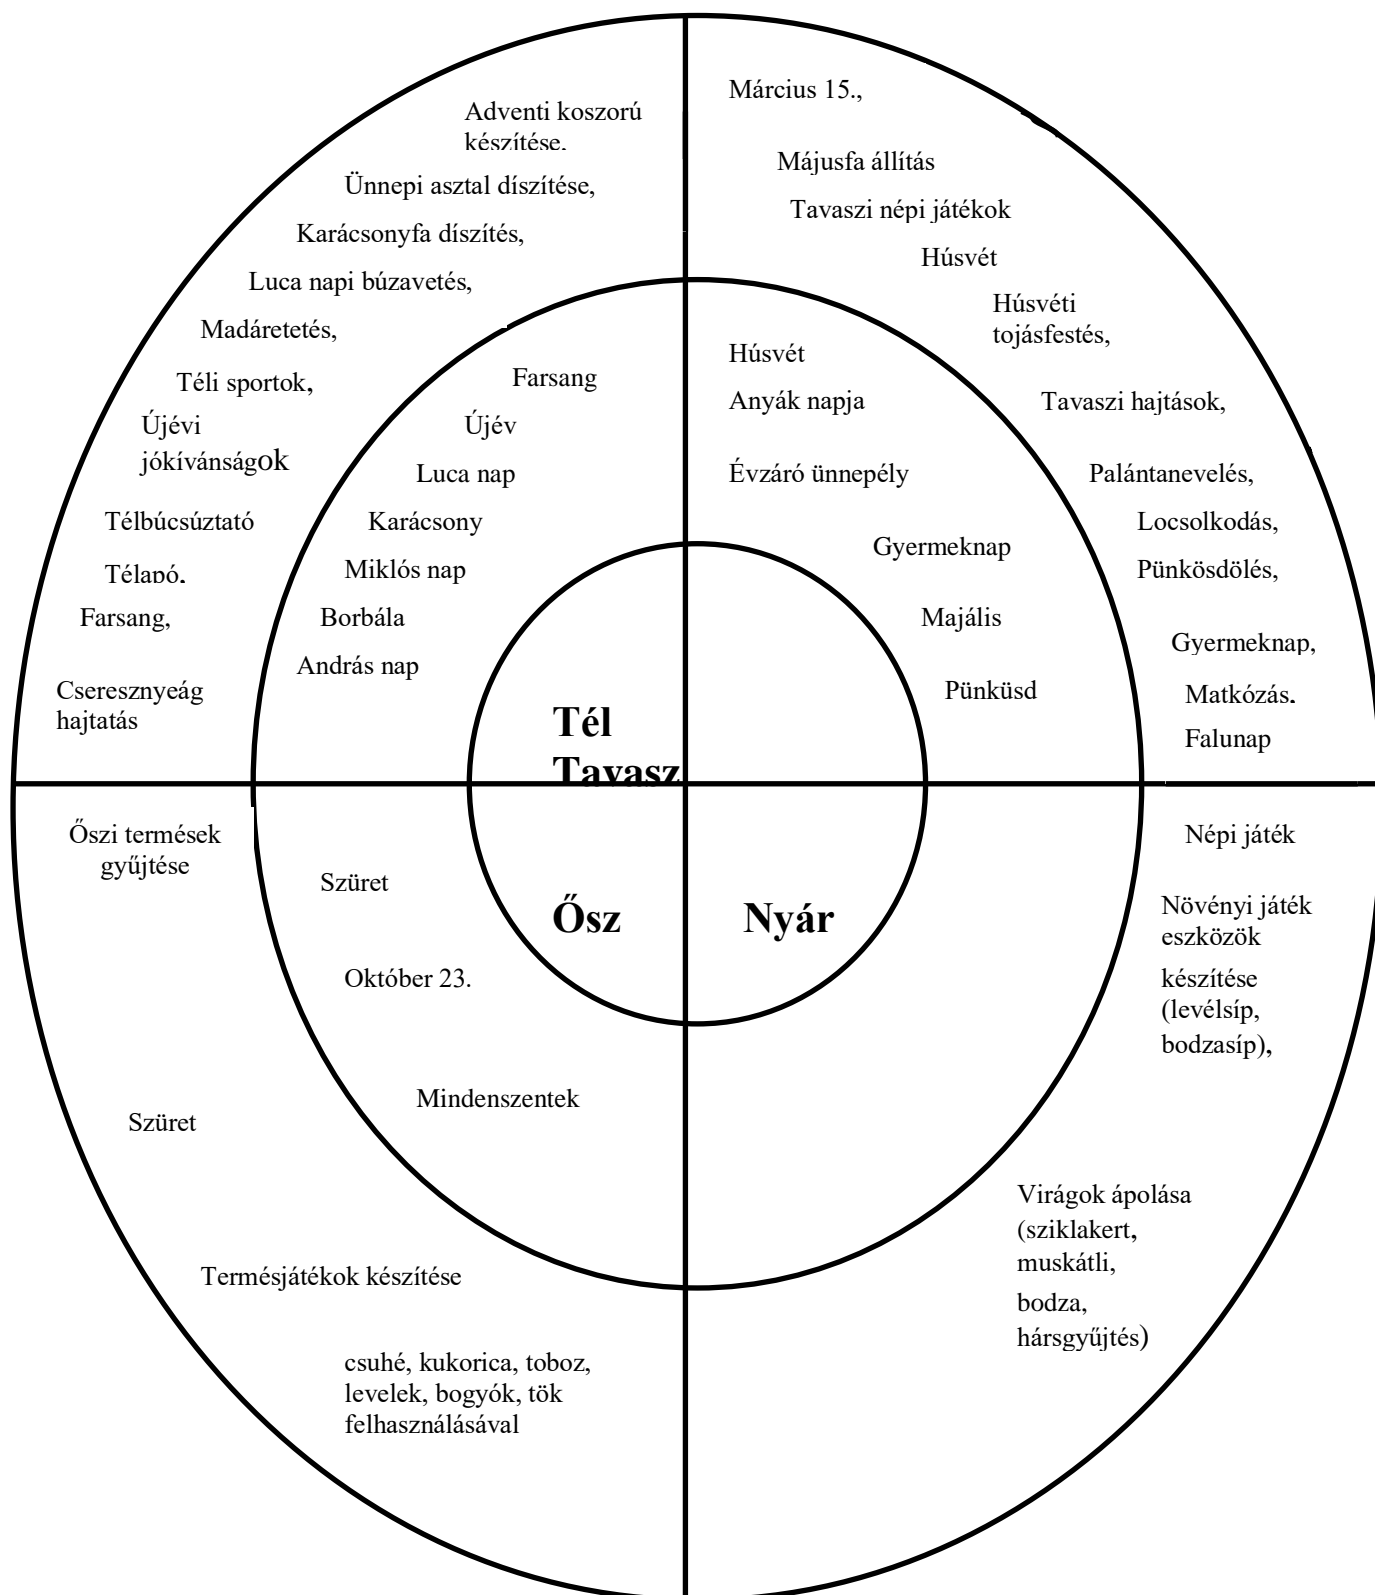 Adventi koszorú
készítése,
Ünnepi asztal díszítése,
Karácsonyfa díszítés,
Luca napi búzavetés,
Madáretetés,
Téli sportok,
Újévi
jókívánságok
Télbúcsúztató
Télapó,
Farsang,
Cseresznyeág
hajtatás
Farsang
Újév
Luca nap
Karácsony
Miklós nap
Borbála
András nap
Tél
Tavasz
Március 15.,
Májusfa állítás
Tavaszi népi játékok
Húsvét
Húsvéti
tojásfestés,
Tavaszi hajtások,
Palántanevelés,
Locsolkodás,
Pünkösdölés,
Gyermeknap,
Matkózás,
Falunap
Húsvét
Anyák napja
Évzáró ünnepély
Gyermeknap
Majális
Pünküsd
Őszi termések
gyűjtése
Szüret
Termésjátékok készítése
csuhé, kukorica, toboz,
levelek, bogyók, tök
felhasználásával
Szüret
Október 23.
Mindenszentek
Ősz
Nyár
Népi játék
Növényi játék
eszközök
készítése
(levélsíp,
bodzasíp),
Virágok ápolása
(sziklakert,
muskátli,
bodza,
hársgyűjtés)